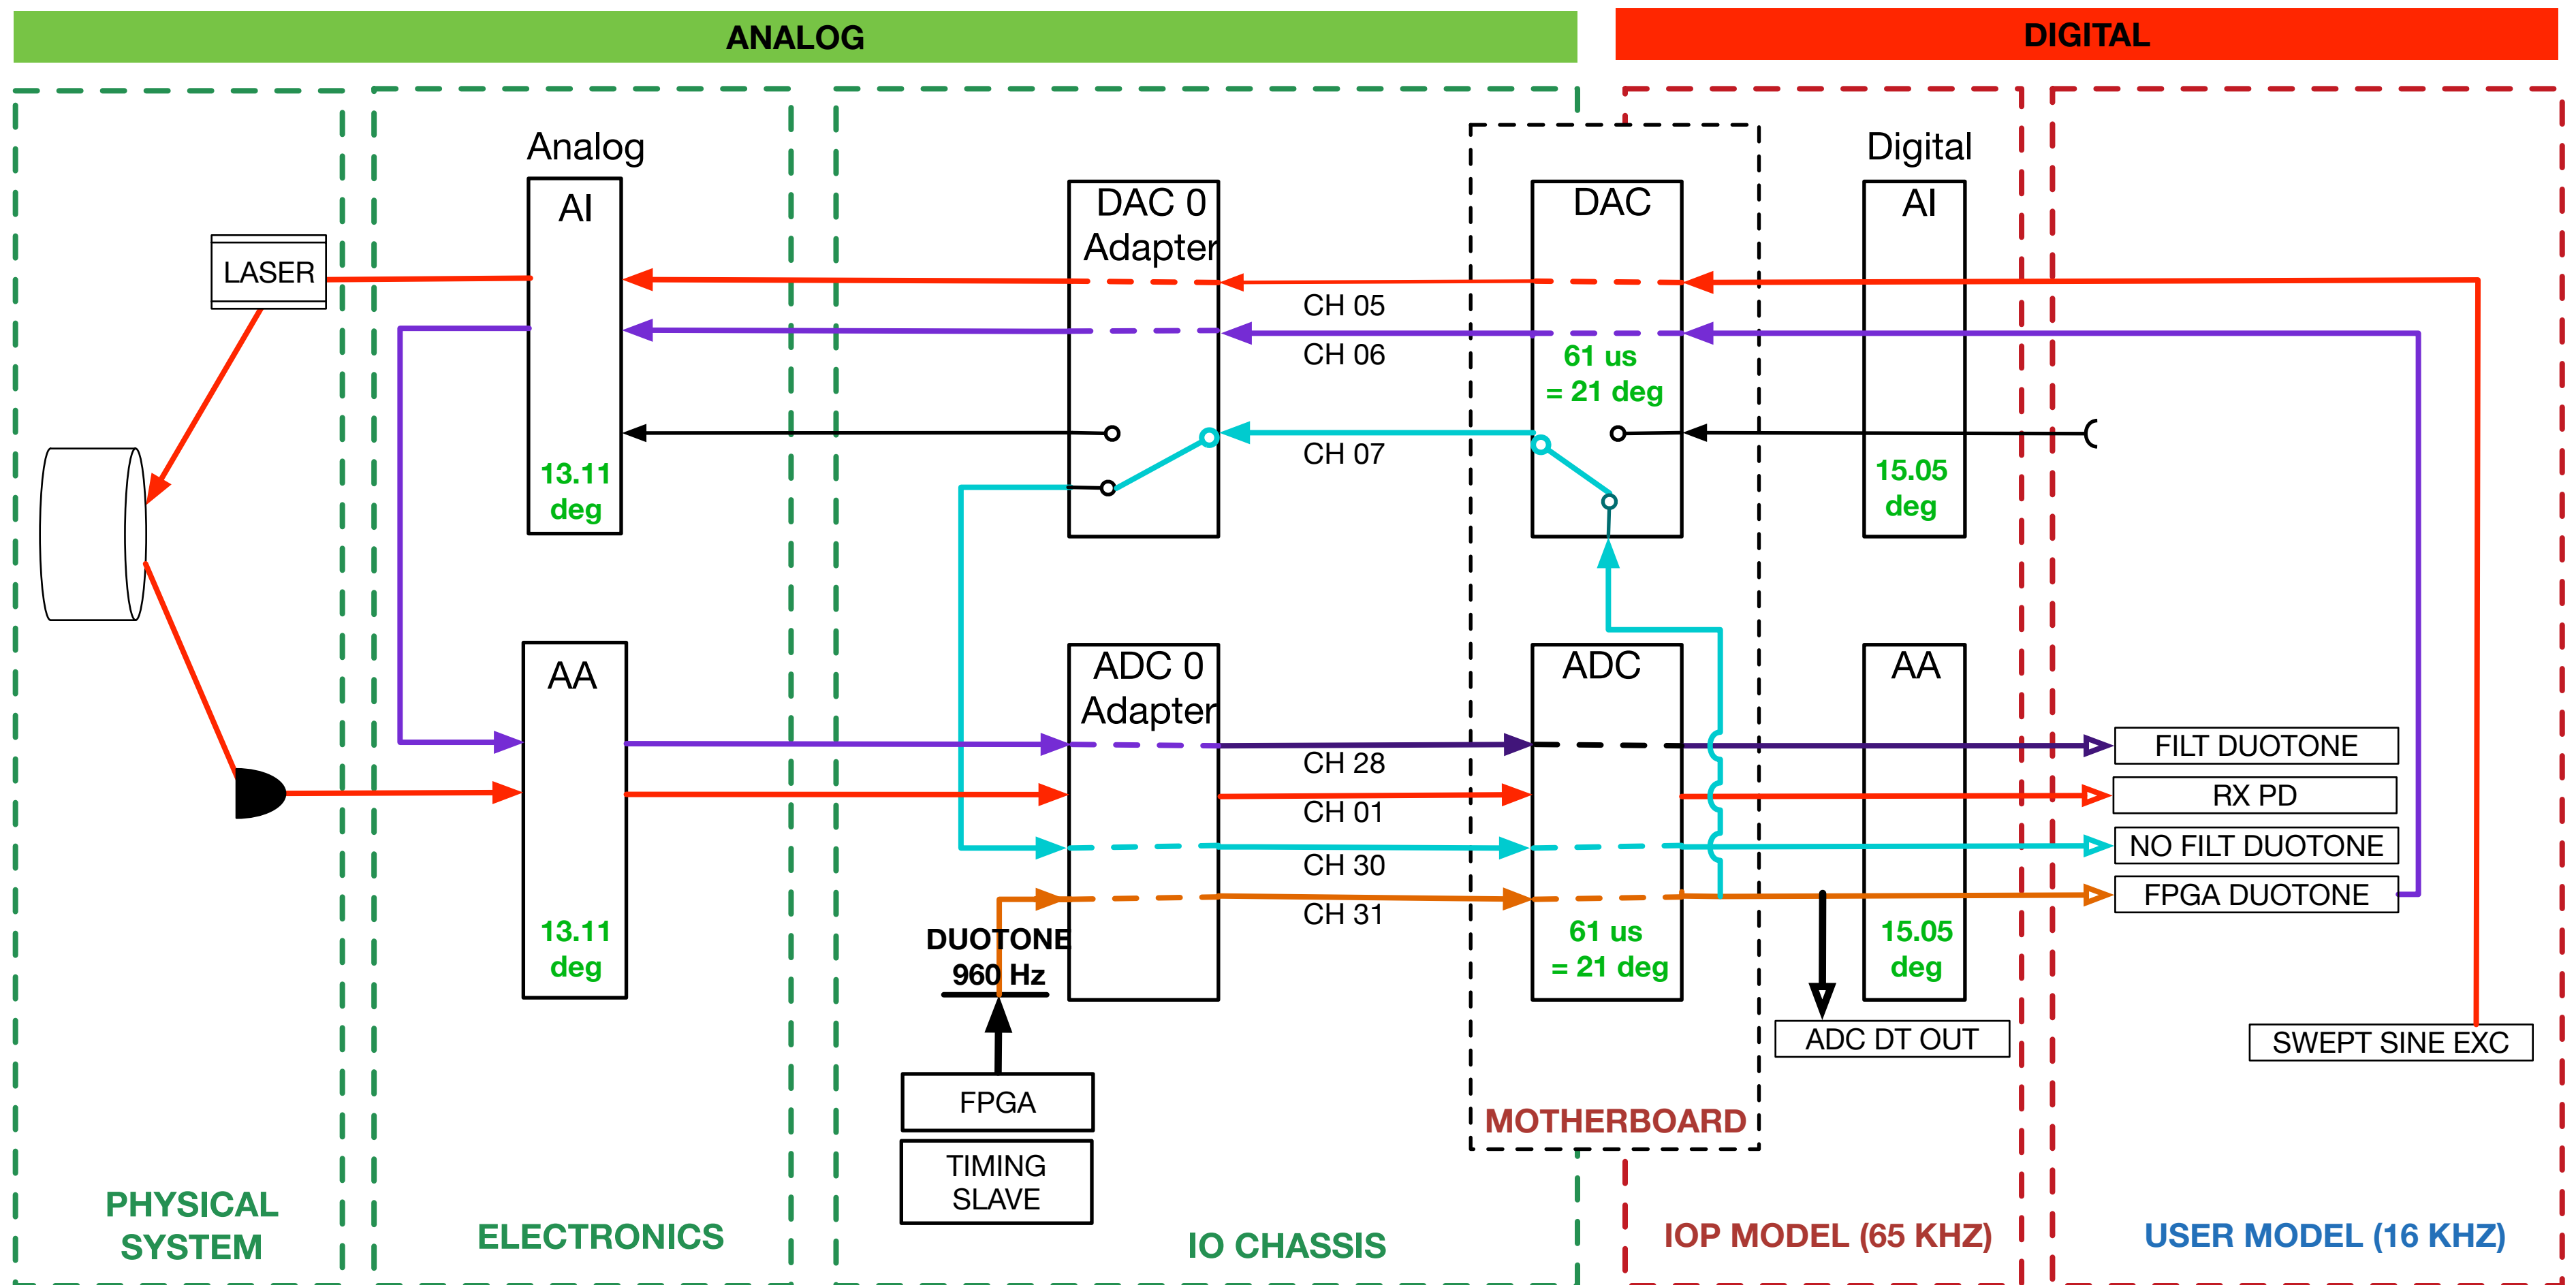 ANALOG
DIGITAL
Analog
AI
13.11
deg
LASER
DAC 0
Adapter
DAC
61 us
= 21 deg
Digital
AI
15.05
deg
CH 05
CH 06
CH 07
AA
13.11
deg
ADC 0
Adapter
ADC
61 us
= 21 deg
AA
15.05
deg
CH 28
CH 01
CH 30
CH 31
FILT DUOTONE
RX PD
NO FILT DUOTONE
FPGA DUOTONE
DUOTONE
960 Hz
FPGA
TIMING
SLAVE
ADC DT OUT
SWEPT SINE EXC
MOTHERBOARD
PHYSICAL
SYSTEM
ELECTRONICS
IO CHASSIS
IOP MODEL (65 KHZ)
USER MODEL (16 KHZ)